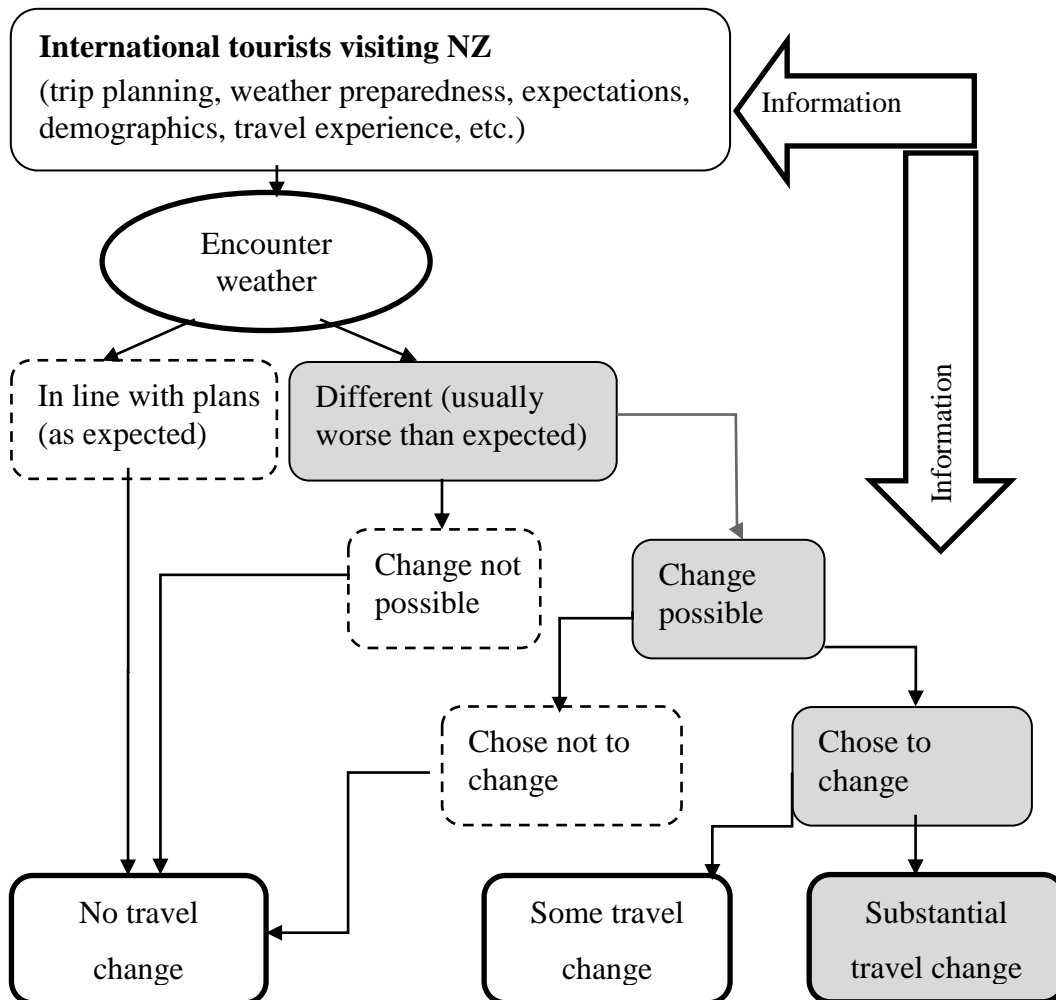 International tourists visiting NZ
(trip planning, weather preparedness, expectations,
demographics, travel experience, etc.)
Information
Encounter
weather
In line with plans
(as expected)
Different (usually
worse than expected)
Information
Change not
possible
Change
possible
Chose not to
change
Chose to
change
No travel
change
Some travel
change
Substantial
travel change